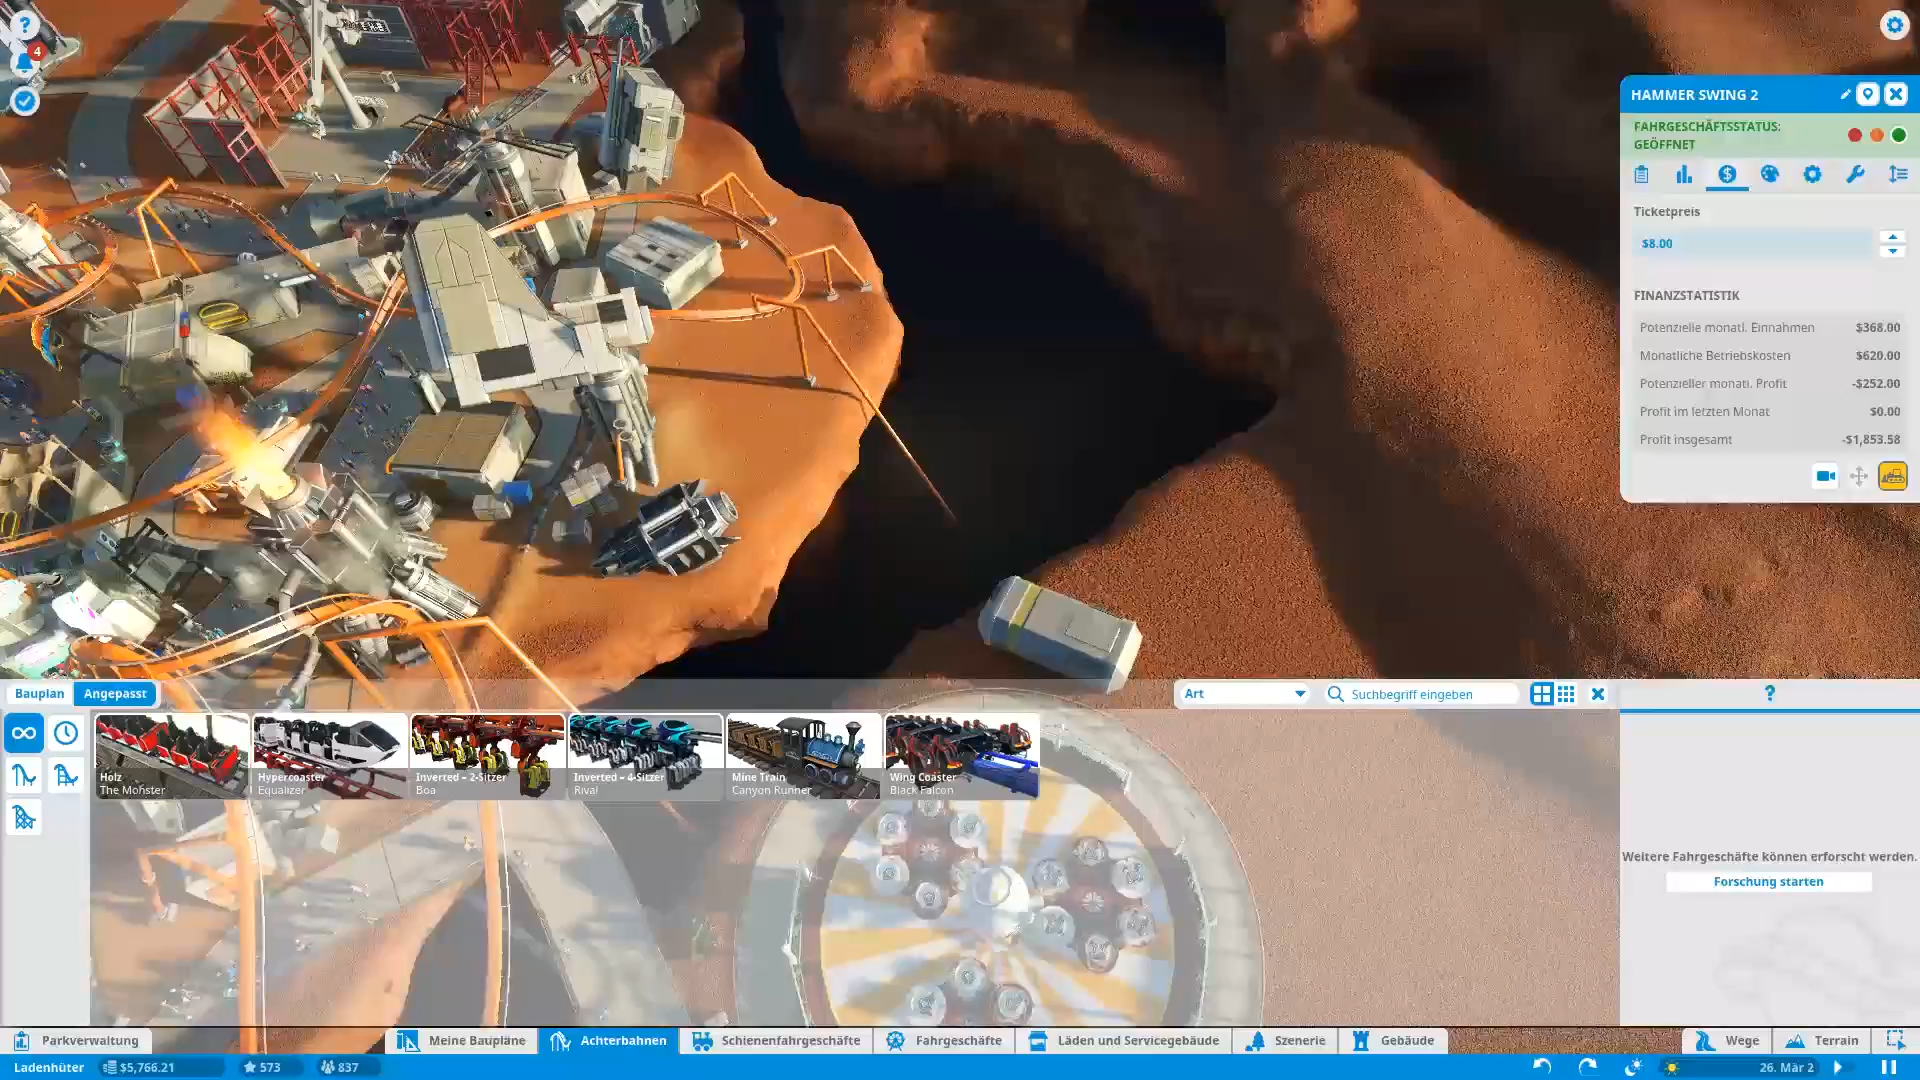 ?
4
HAMMER SWING 2
FAHRGESCHÄFTSSTATUS:
GEÖFFNET
Ticketpreis
$8.00
FINANZSTATISTIK
Potenzielle monatl. Einnahmen $368.00
Monatliche Betriebskosten $620.00
Potenzieller monatl. Profit -$252.00
Profit im letzten Monat $0.00
Profit insgesamt -$1,853.58
Bauplan Angepasst
Art
Suchbegriff eingeben
?
Holz
The Monster
Hypercoaster
Equalizer
Inverted – 2-Sitzer
Boa
Inverted – 4-Sitzer
Rival
Mine Train
Canyon Runner
Wing Coaster
Black Falcon
Weitere Fahrgeschäfte können erforscht werden.
Forschung starten
Parkverwaltung
Meine Baupläne
Achterbahnen
Schienenfahrgeschäfte
Fahrgeschäfte
Läden und Servicegebäude
Szenerie
Gebäude
Wege
Terrain
Ladenhüter $5,766.21 573 837
26. Mär 2